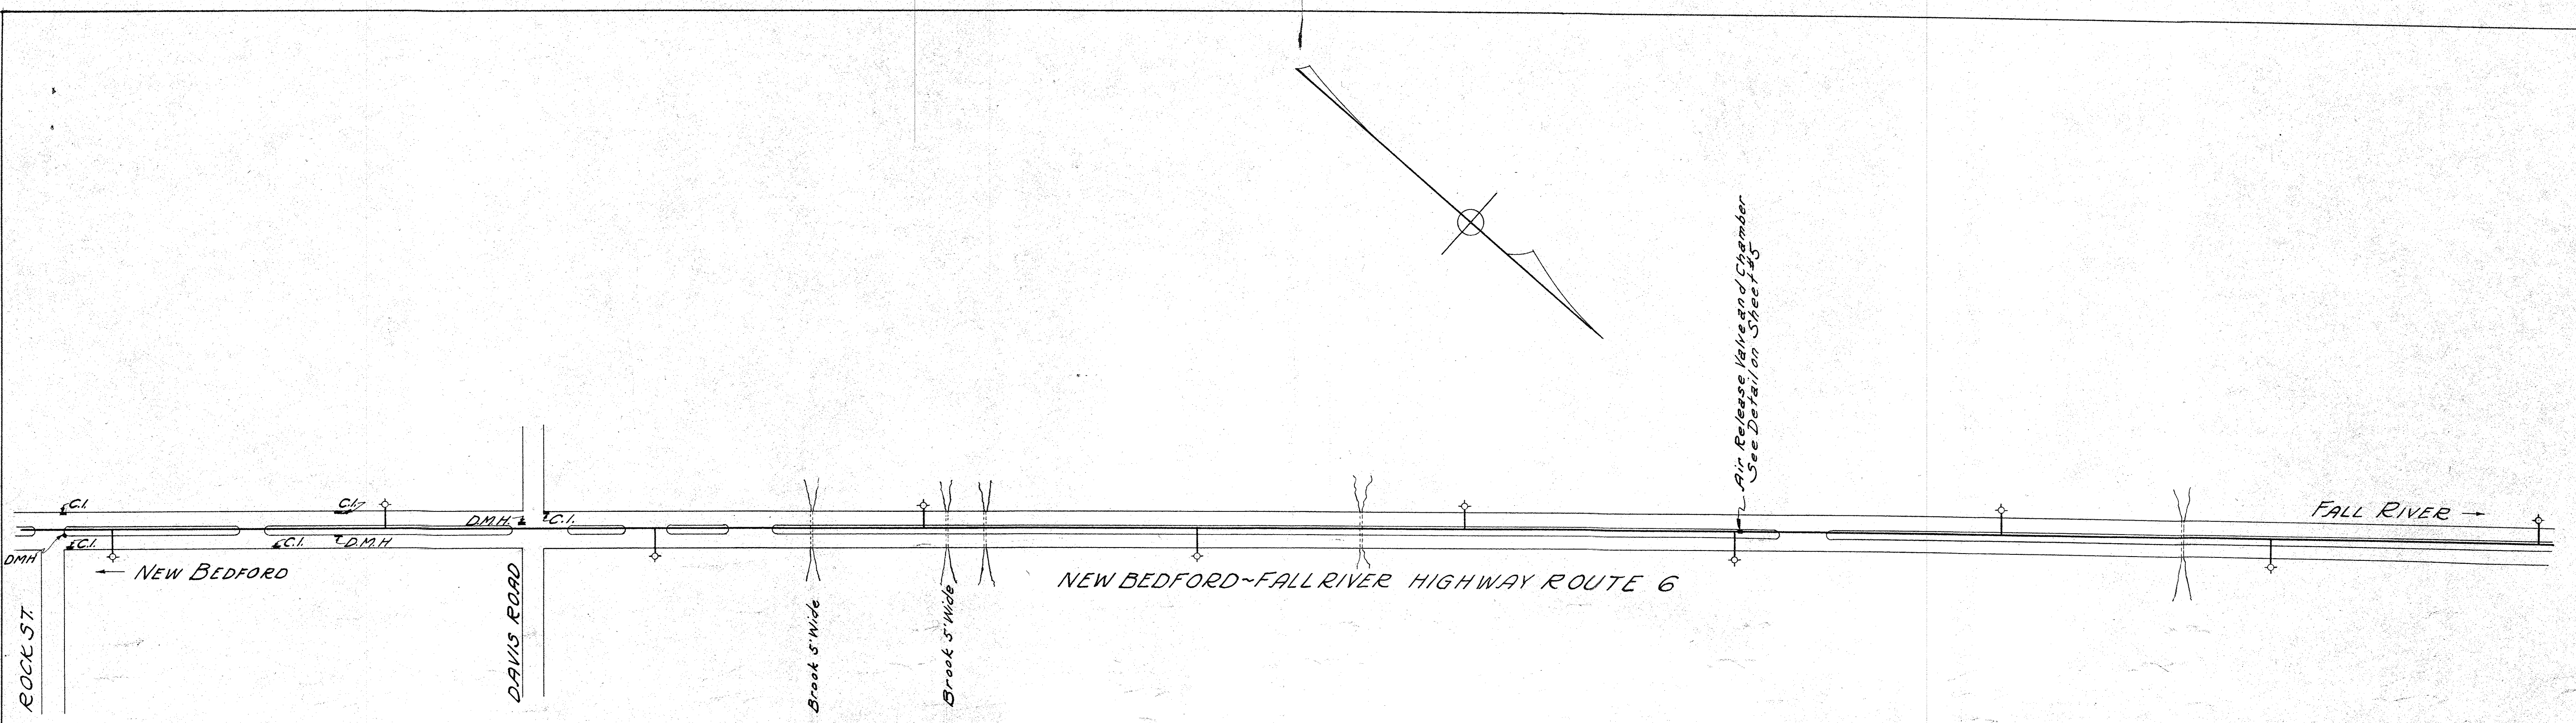 Air Release Valve and Chamber
See Detail on Sheet #5
C.I.
C.I.
D.M.H.
C.I.
FALL RIVER
DMH
C.I.
C.I.
D.M.H
NEW BEDFORD
NEW BEDFORD~FALL RIVER HIGHWAY ROUTE 6
ROCK ST.
DAVIS ROAD
Brook 5' Wide
Brook 5' Wide